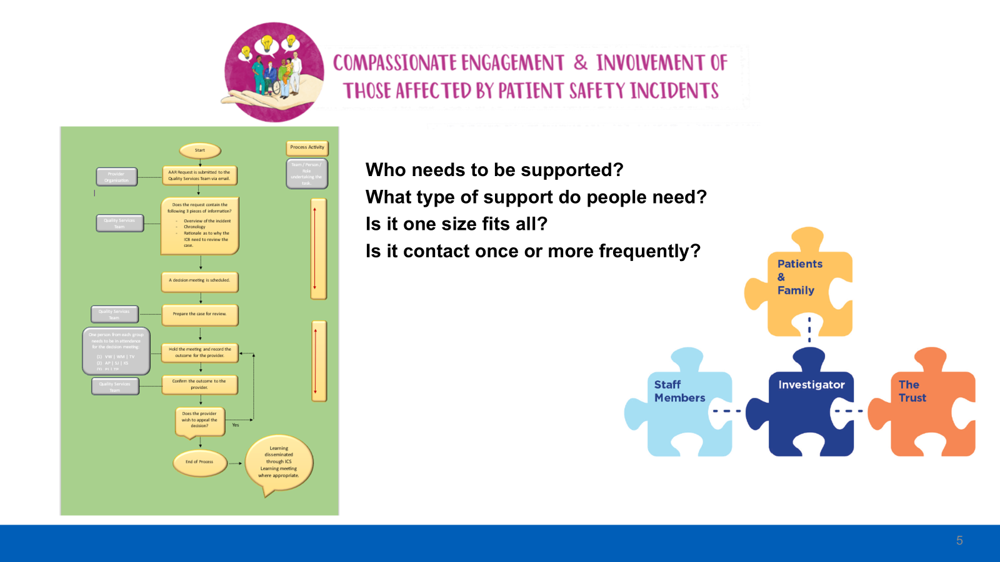 COMPASSIONATE ENGAGEMENT & INVOLVEMENT OF
THOSE AFFECTED BY PATIENT SAFETY INCIDENTS
Start
Process Activity
Provider
Organisation
AAR Request is submitted to the
Quality Services Team via email.
Team / Person /
Role
undertaking the
task.
Quality Services
Team
Does the request contain the
following 3 pieces of information?
- Overview of the incident
- Chronology
- Rationale as to why the
ICB need to review the
case.
A decision meeting is scheduled.
Quality Services
Team
Prepare the case for review.
One person from each group
needs to be in attendance
for the decision meeting:
(1) VW | WM | TV
(2) AP | SJ | KS
Hold the meeting and record the
outcome for the provider.
Quality Services
Team
Confirm the outcome to the
provider.
Does the provider
wish to appeal the
decision?
Yes
End of Process
Learning
disseminated
through ICS
Learning meeting
where appropriate.
Who needs to be supported?
What type of support do people need?
Is it one size fits all?
Is it contact once or more frequently?
Patients
&
Family
Staff
Members
Investigator
The
Trust
5